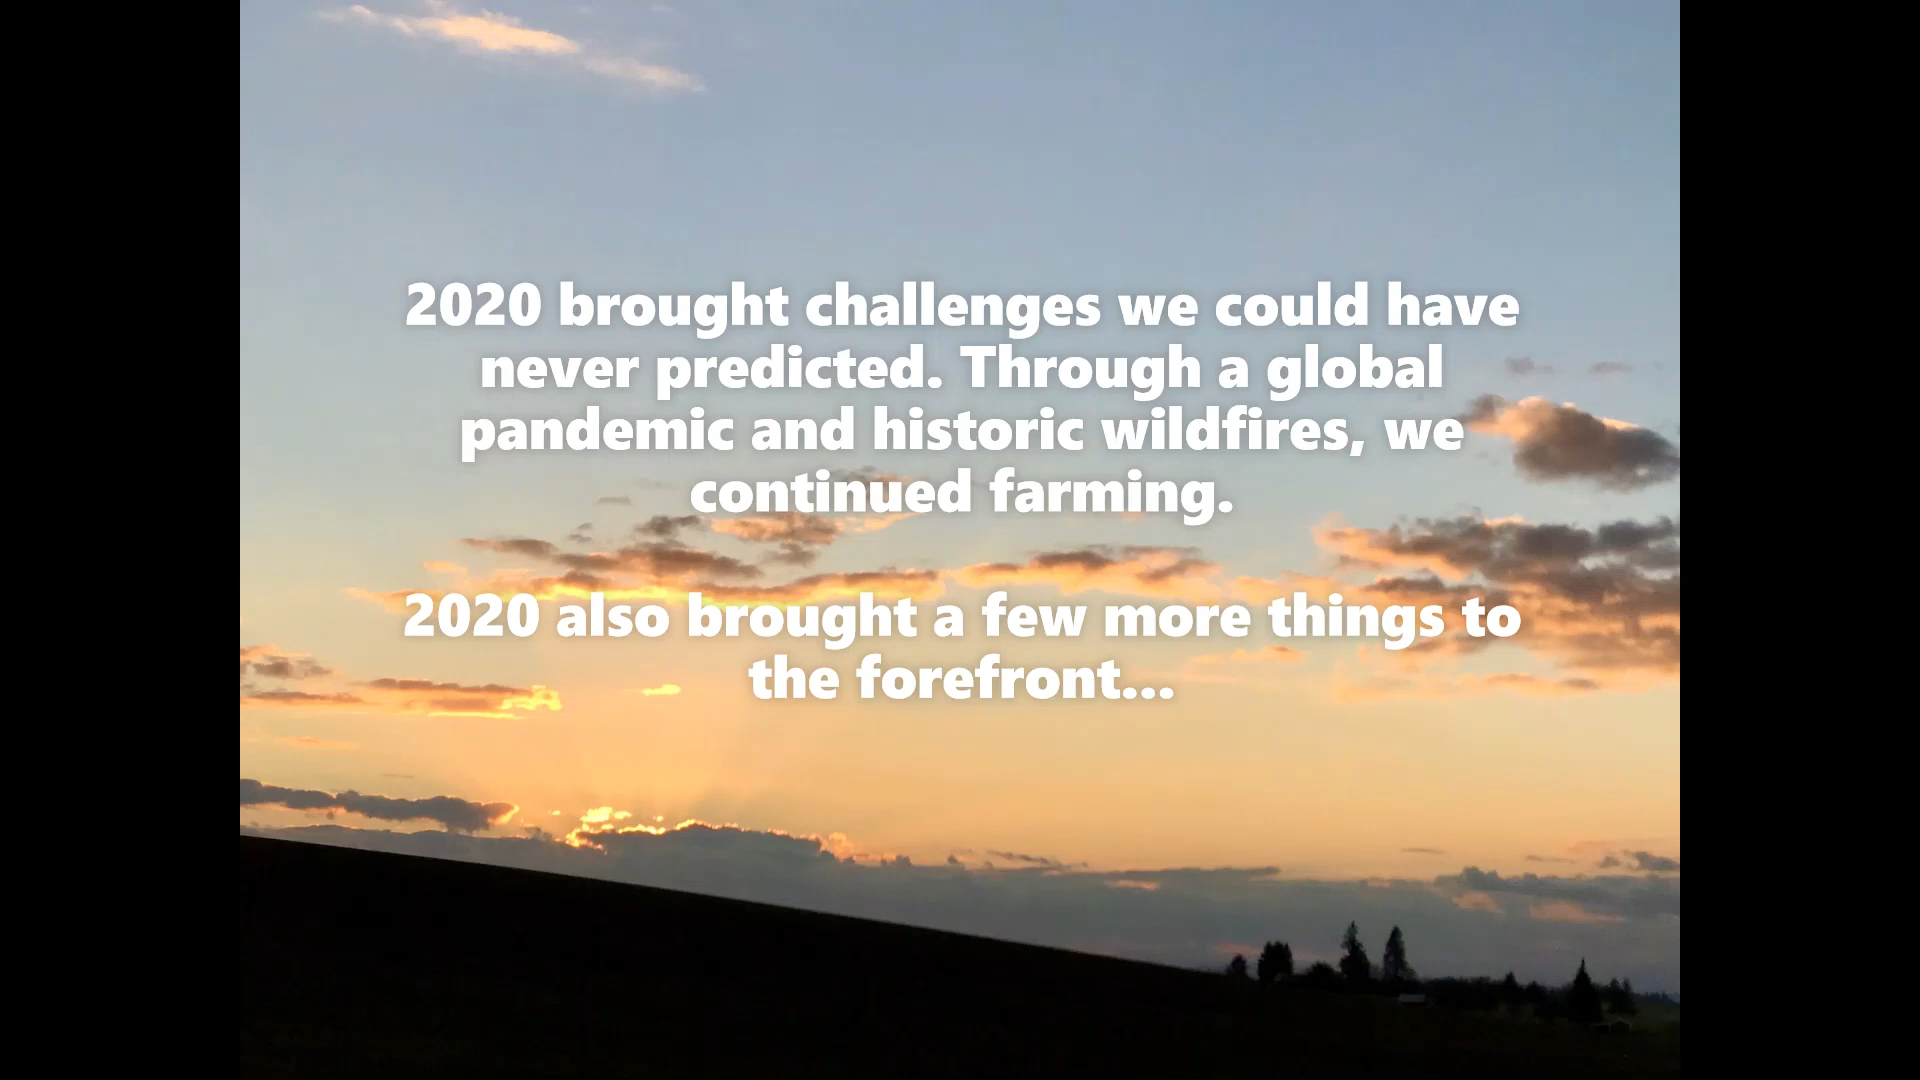 2020 brought challenges we could have
never predicted. Through a global
pandemic and historic wildfires, we
continued farming.
2020 also brought a few more things to
the forefront...